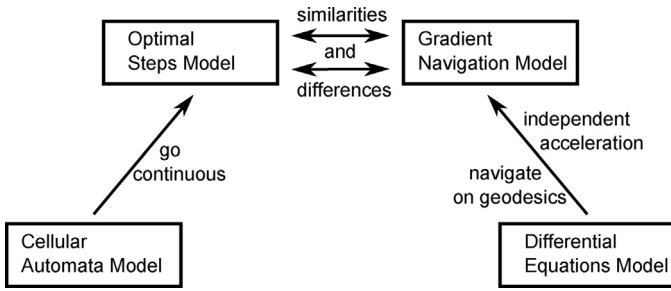 similarities
Optimal
Steps Model
and
Gradient
Navigation Model
differences
go
continuous
independent
acceleration
navigate
on geodesics
Cellular
Automata Model
Differential
Equations Model